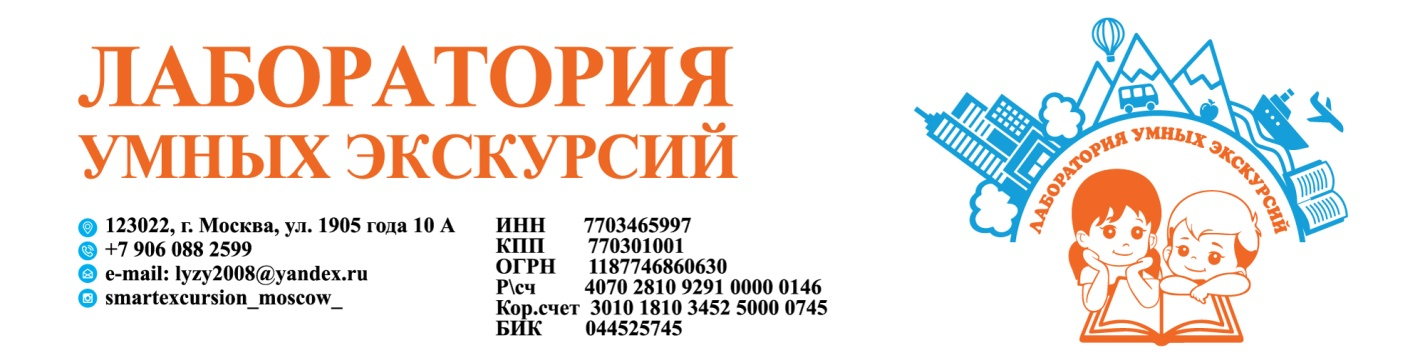 ЛАБОРАТОРИЯ
УМНЫХ ЭКСКУРСИЙ
123022, г. Москва, ул. 1905 года 10 А
+7 906 088 2599
e-mail: lyzy2008@yandex.ru
smartexcursion_moscow_
ИНН 7703465997
КПП 770301001
ОГРН 1187746860630
Р\сч 4070 2810 9291 0000 0146
Кор.счет 3010 1810 3452 5000 0745
БИК 044525745
ЛАБОРАТОРИЯ УМНЫХ ЭКСКУРСИЙ